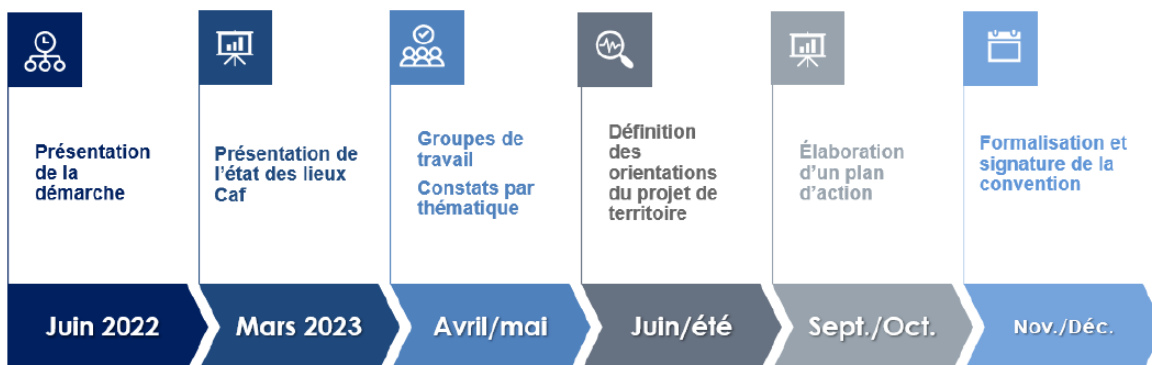 Présentation
de la
démarche
Présentation de
l'état des lieux
Caf
Groupes de
travail
Constats par
thématique
Définition
des
orientations
du projet de
territoire
Élaboration
d'un plan
d'action
Formalisation et
signature de la
convention
Juin 2022
Mars 2023
Avril/mai
Juin/été
Sept./Oct.
Nov./Déc.